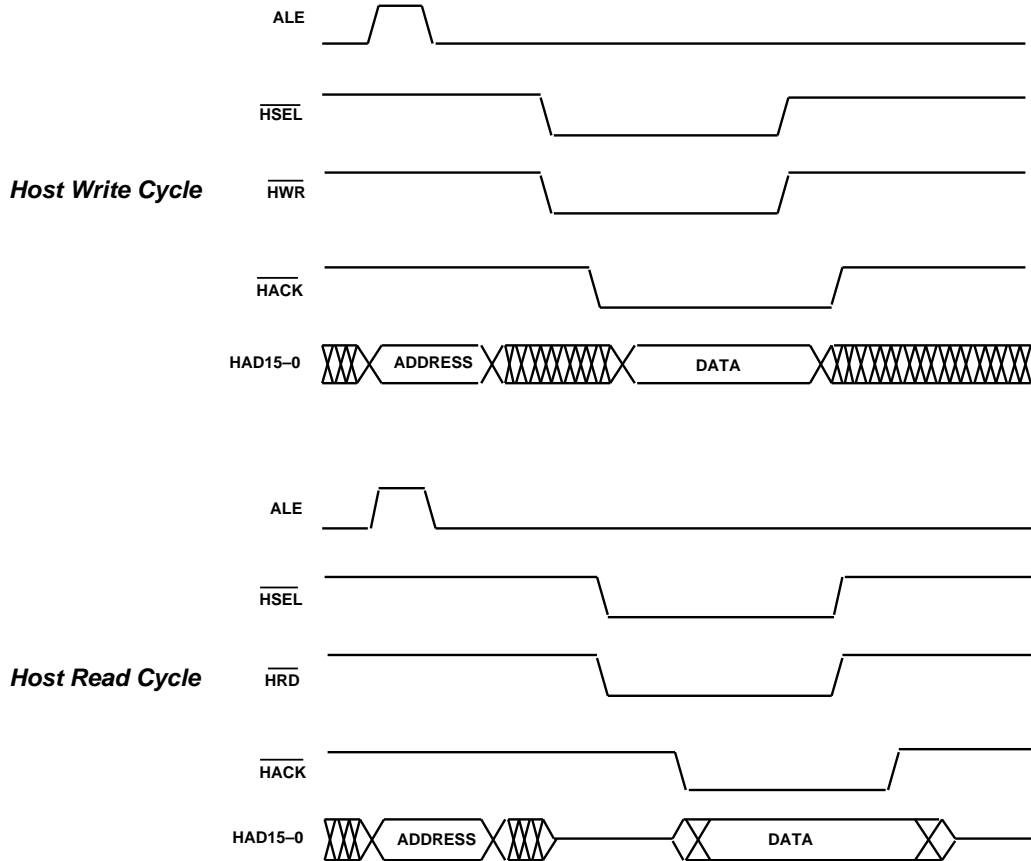 ALE
HSEL
Host Write Cycle
HWR
HACK
HAD15–0
ADDRESS
DATA
ALE
HSEL
Host Read Cycle
HRD
HACK
HAD15–0
ADDRESS
DATA